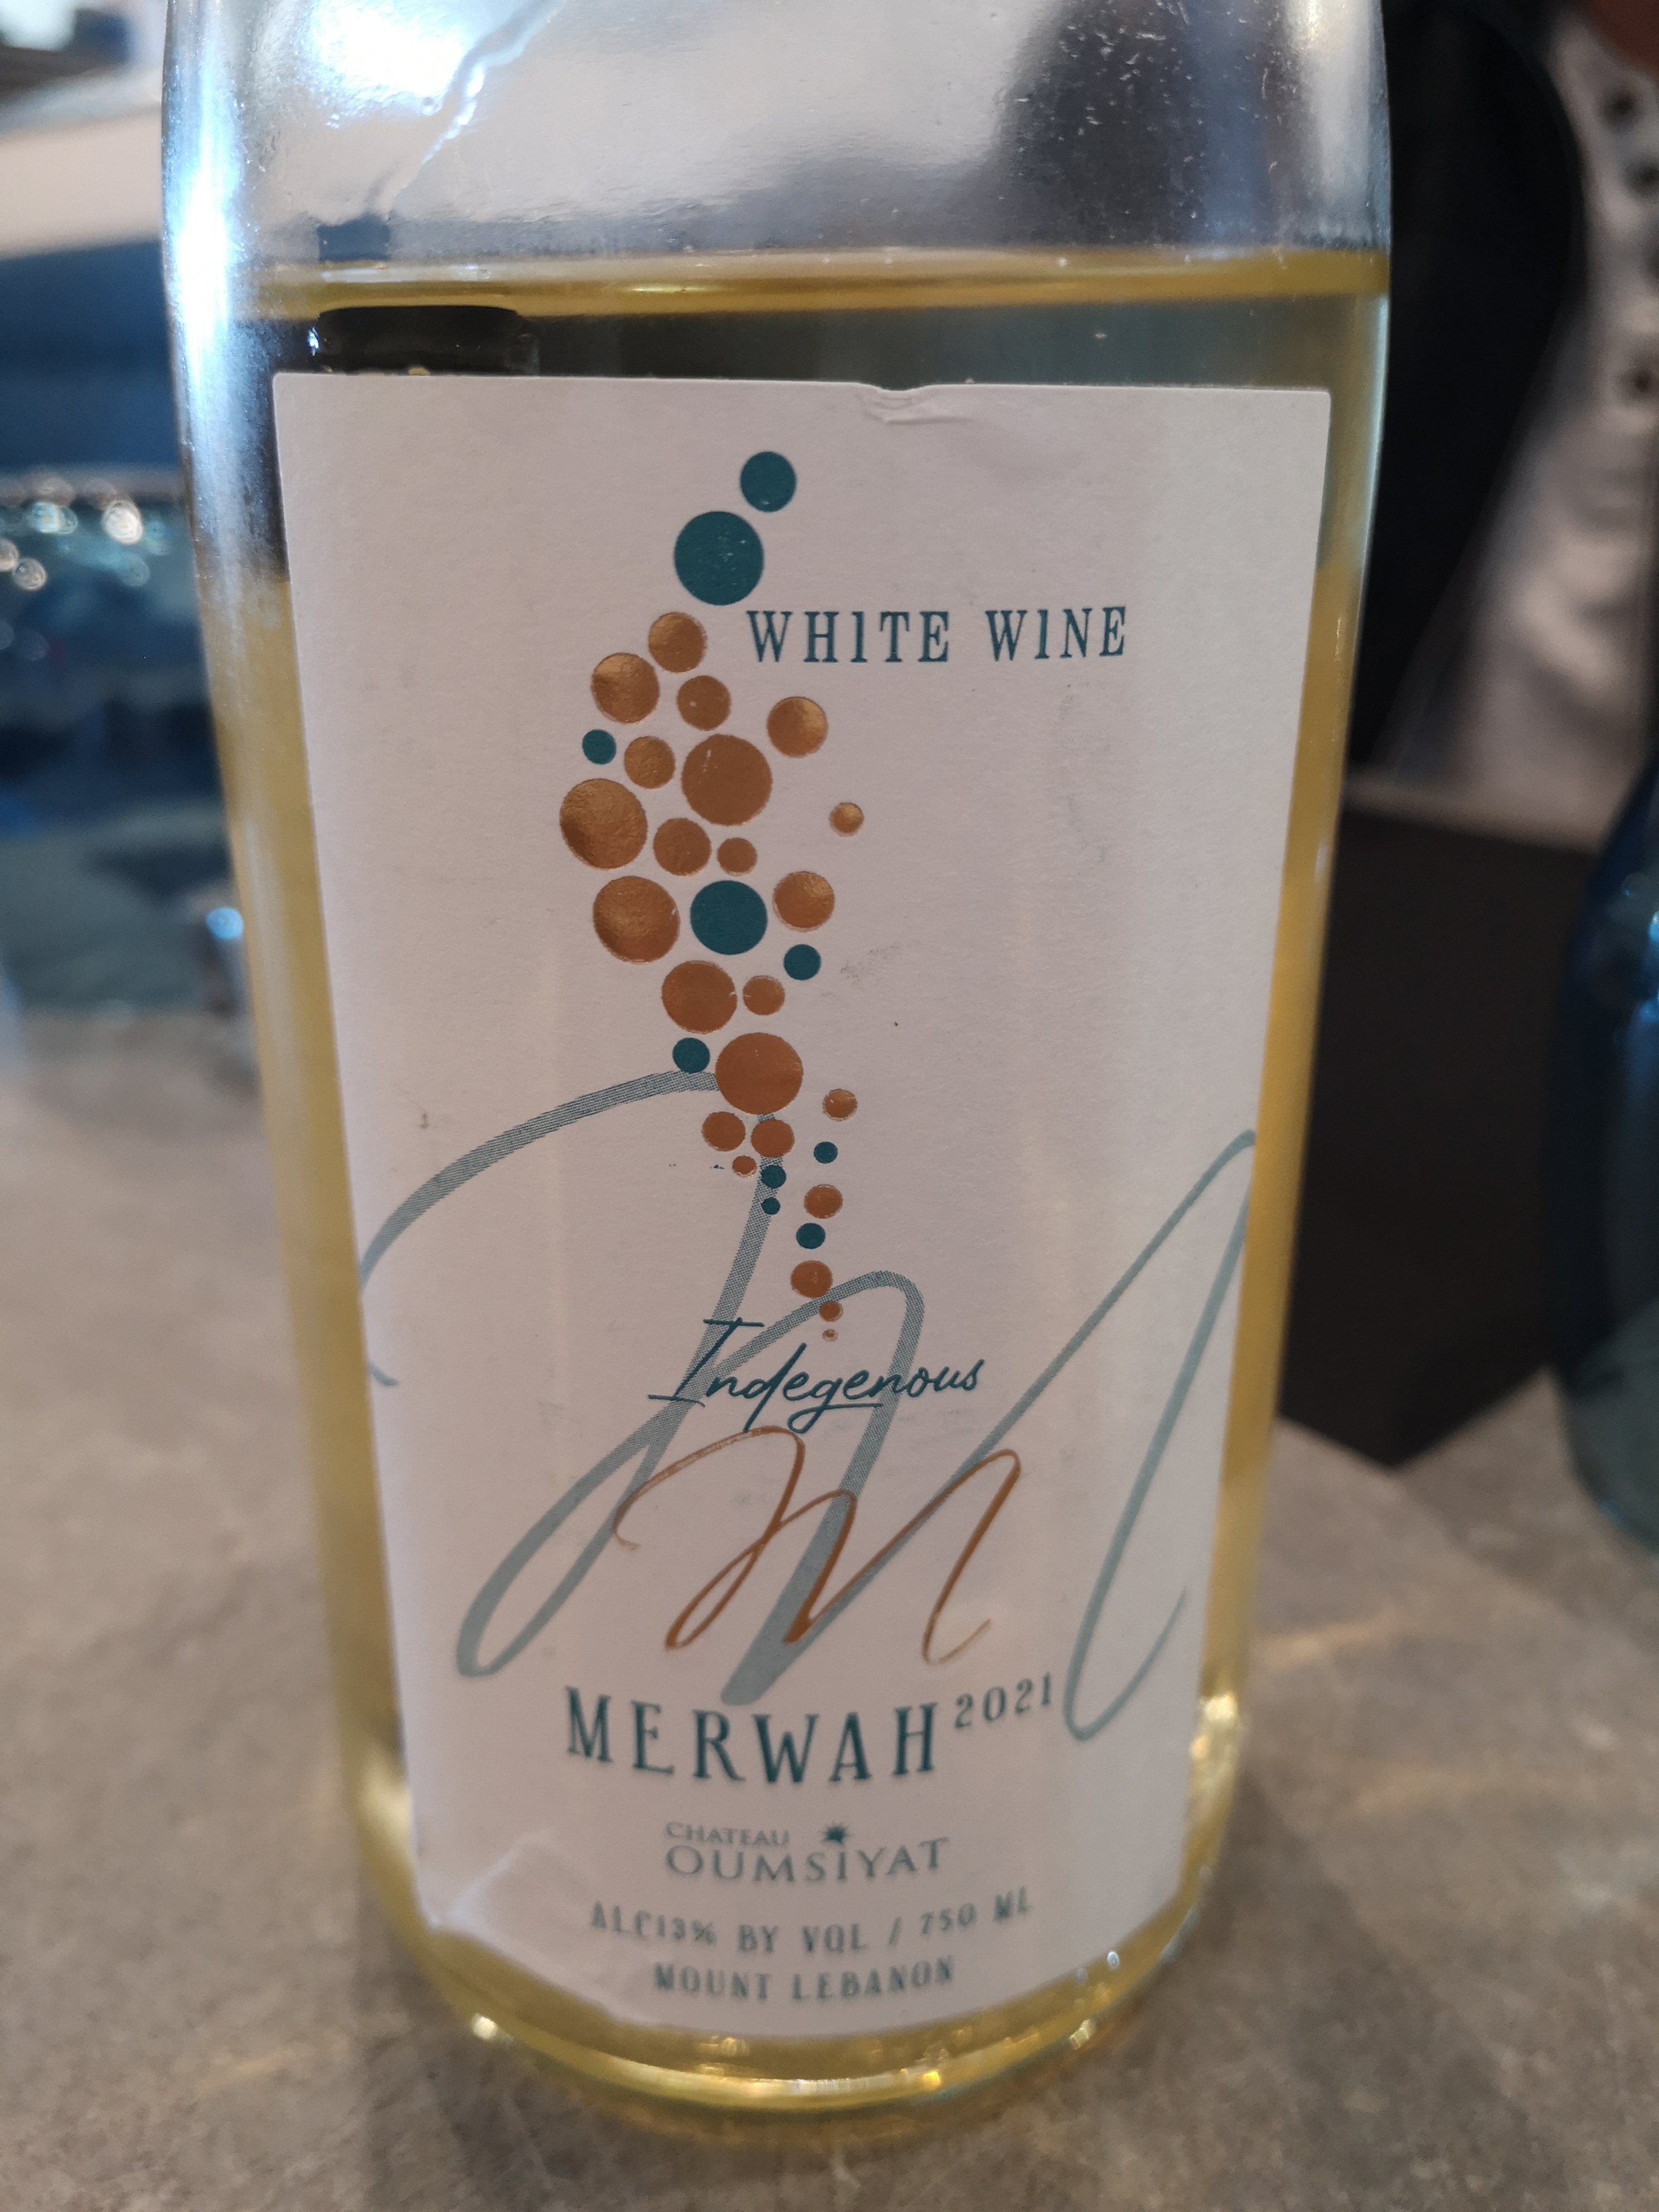 WHITE WINE
Indegenous
M
MERWAH 2021
CHATEAU
OUMSIYAT
ALC13% BY VOL / 750 ML
MOUNT LEBANON